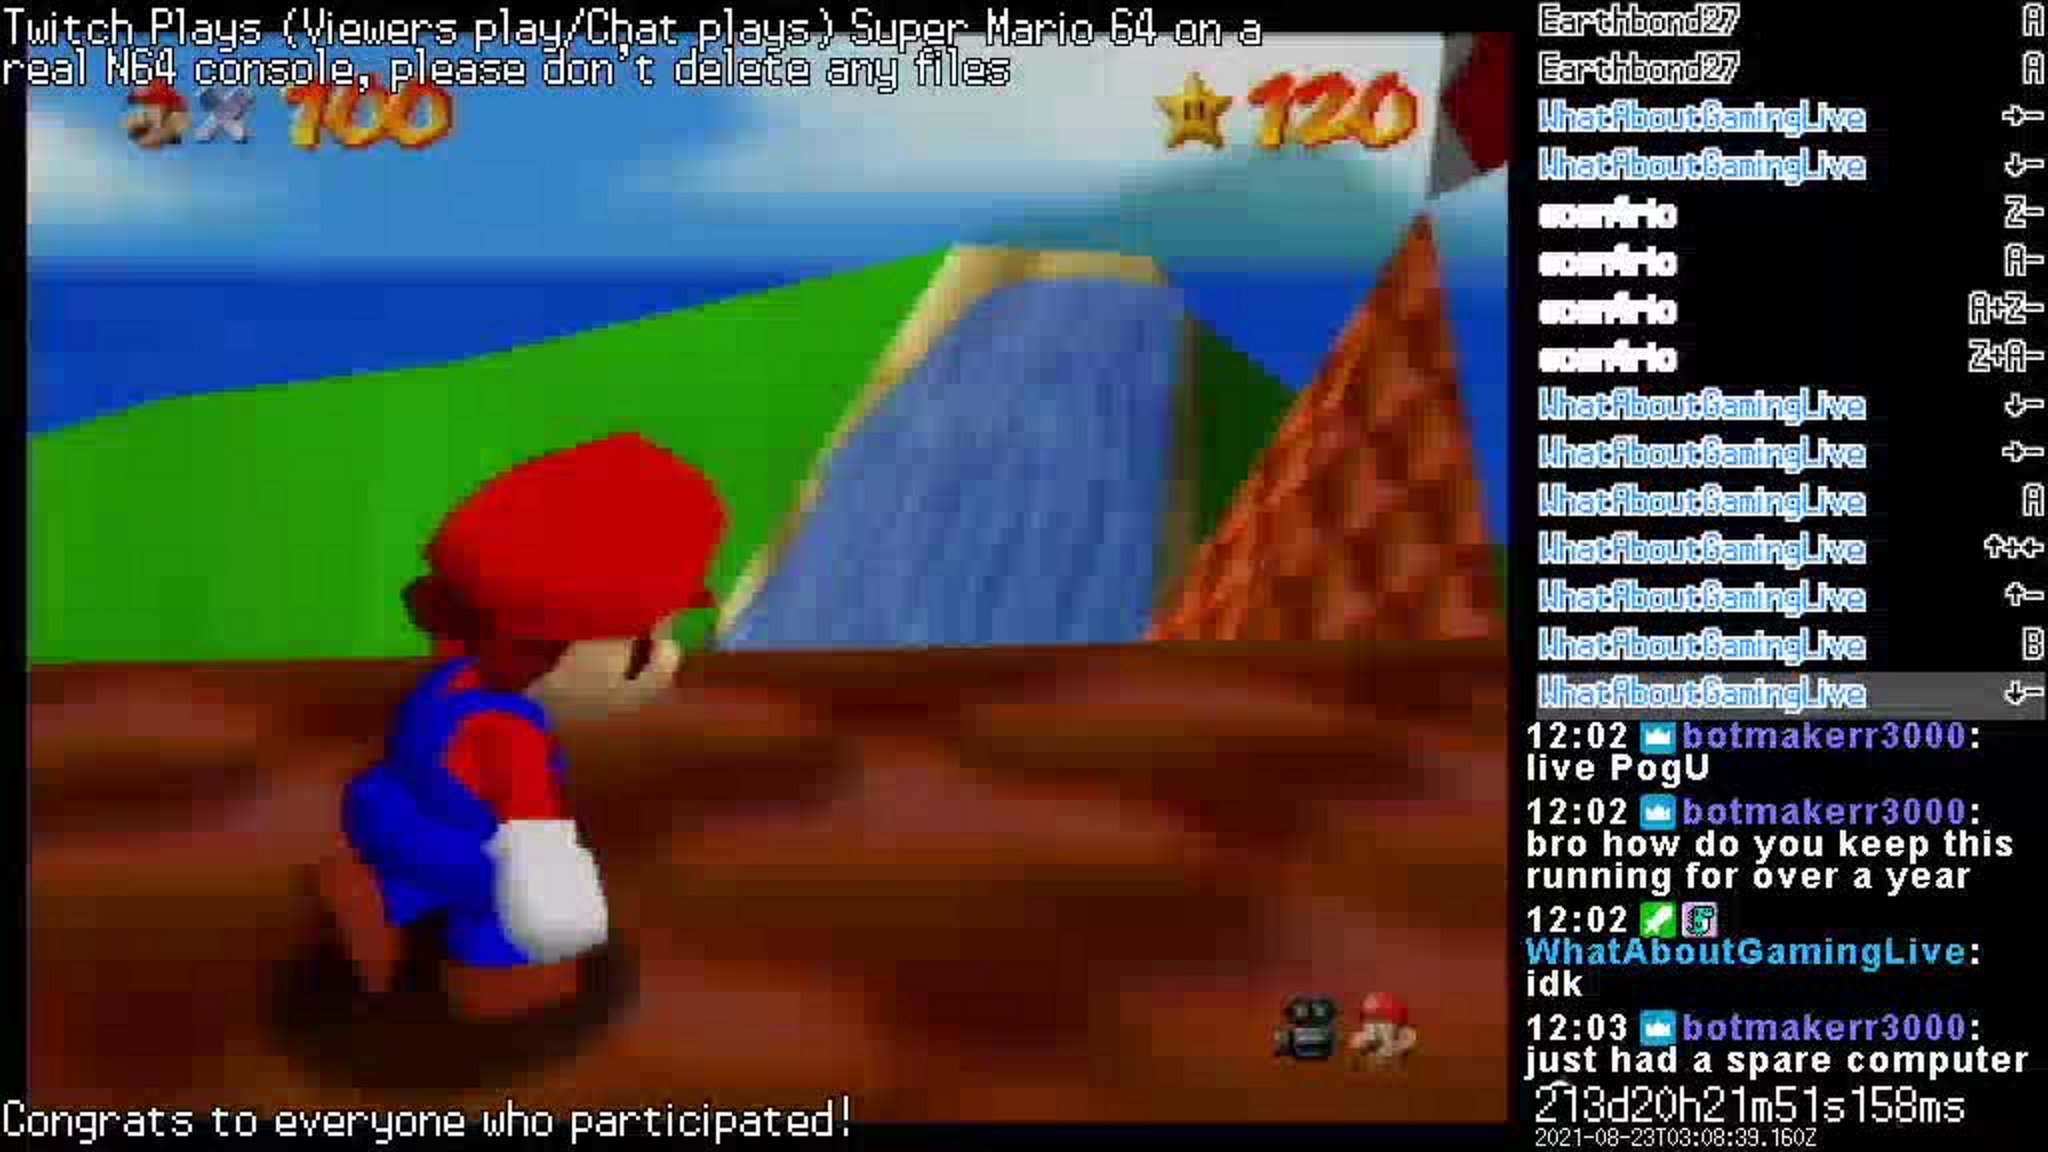 Twitch Plays (Viewers play/Chat plays) Super Mario 64 on a
real N64 console, please don't delete any files
100
120
Earthbond27 A
Earthbond27 A
WhatAboutGamingLive →-
WhatAboutGamingLive ↓-
Z-
A-
A+Z-
Z+A-
WhatAboutGamingLive ↓-
WhatAboutGamingLive →-
WhatAboutGamingLive A
WhatAboutGamingLive ↑+←
WhatAboutGamingLive ↑-
WhatAboutGamingLive B
WhatAboutGamingLive ↓-
12:02 botmakerr3000:
live PogU
12:02 botmakerr3000:
bro how do you keep this
running for over a year
12:02
WhatAboutGamingLive:
idk
12:03 botmakerr3000:
just had a spare computer
213d20h21m51s158ms
2021-08-23T03:08:39.160Z
Congrats to everyone who participated!